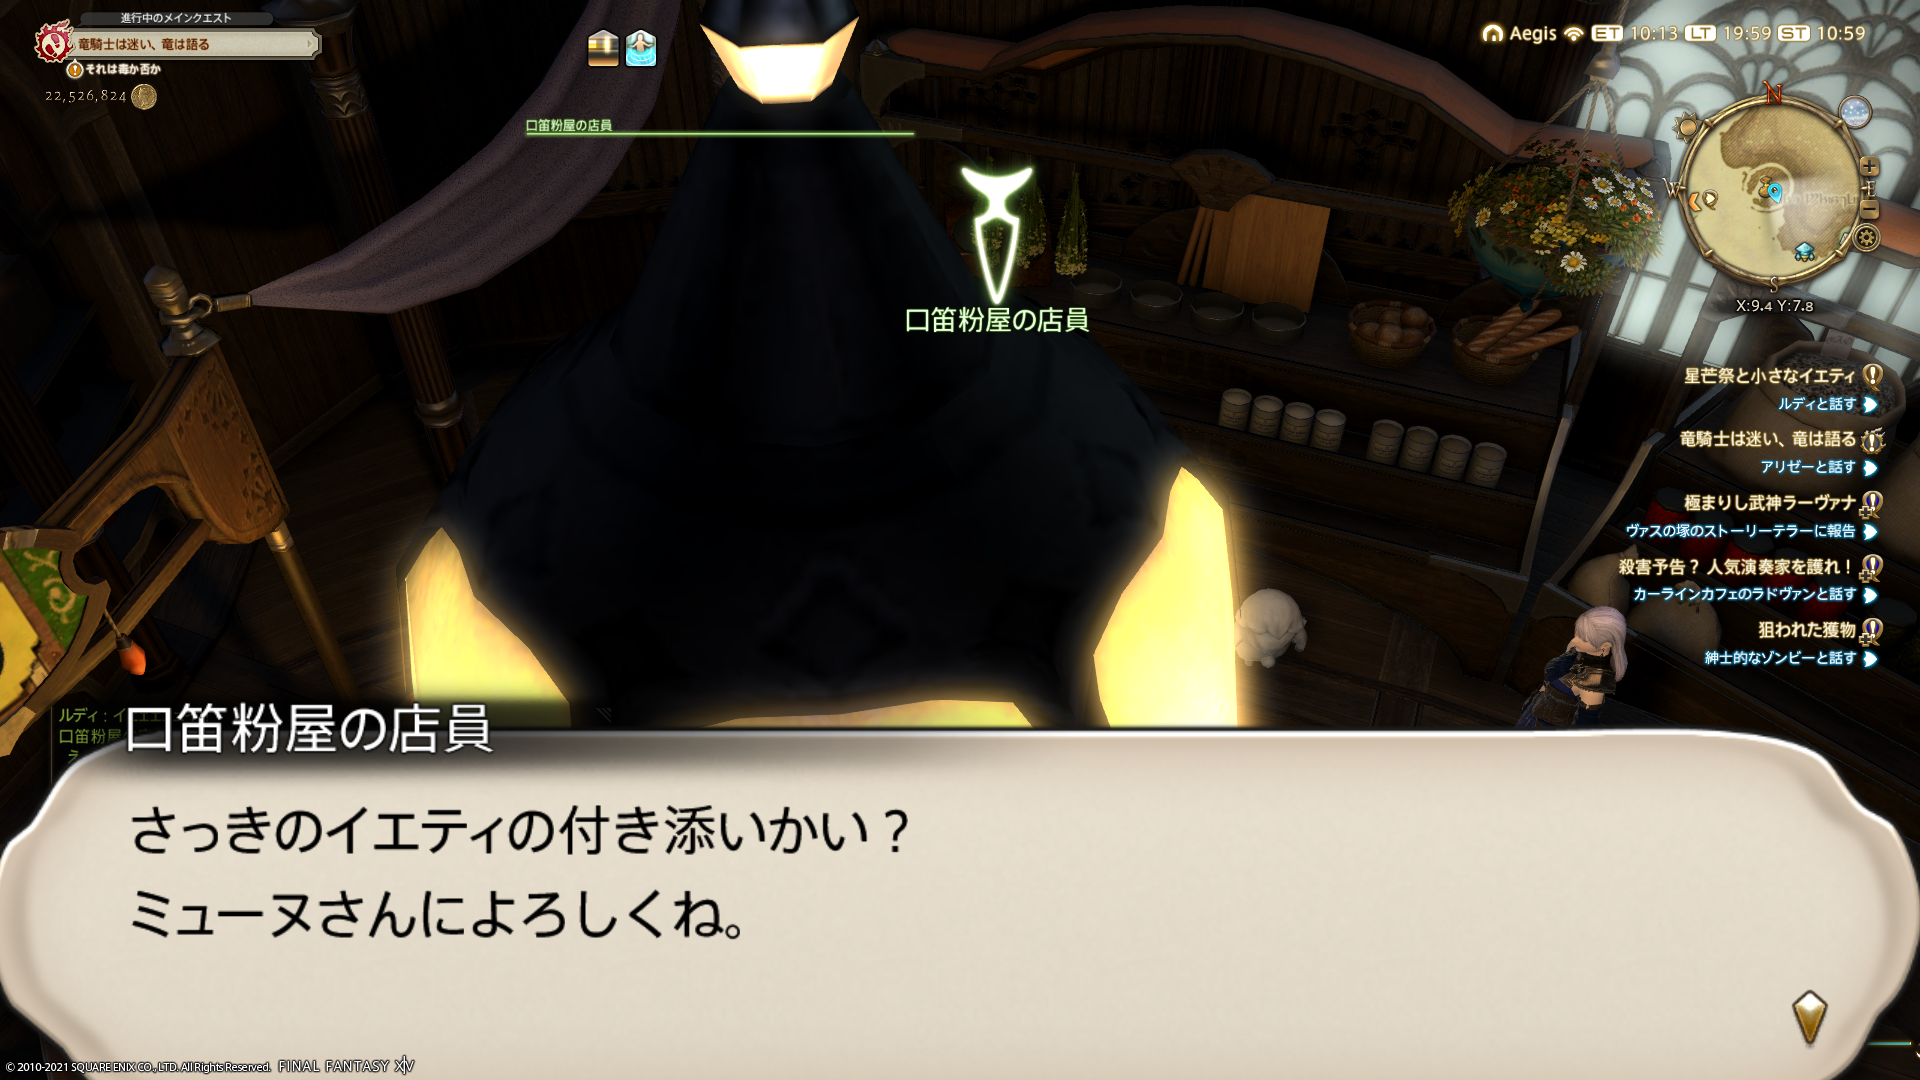 進行中のメインクエスト
竜騎士は迷い、竜は語る
それは毒か否か
22,526,824
Aegis ET 10:13 LT 19:59 ST 10:59
口笛粉屋の店員
N
W
E
S
X:9.4 Y:7.8
口笛粉屋の店員
星芒祭と小さなイエティ
ルディと話す
竜騎士は迷い、竜は語る
アリゼーと話す
極まりし武神ラーヴァナ
ヴァスの塚のストーリーテラーに報告
殺害予告？ 人気演奏家を護れ！
カーラインカフェのラドヴァンと話す
狙われた獲物
紳士的なゾンビーと話す
ルディ：イ
口笛粉屋
口笛粉屋の店員
さっきのイエティの付き添いかい？
ミューヌさんによろしくね。
© 2010-2021 SQUARE ENIX CO., LTD. All Rights Reserved. FINAL FANTASY XIV